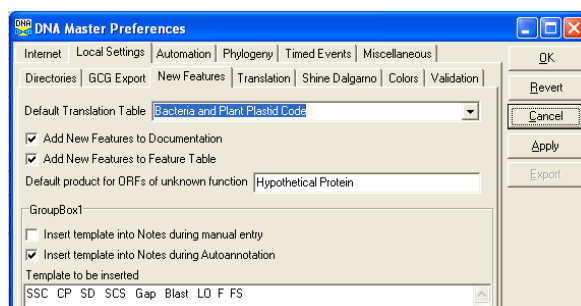 DNA Master Preferences
Internet Local Settings Automation Phylogeny Timed Events Miscellaneous
Directories GCG Export New Features Translation Shine Dalgarno Colors Validation
Default Translation Table Bacteria and Plant Plastid Code
Add New Features to Documentation
Add New Features to Feature Table
Default product for ORFs of unknown function Hypothetical Protein
GroupBox1
Insert template into Notes during manual entry
Insert template into Notes during Autoannotation
Template to be inserted
SSC CP SD SCS Gap Blast LO F FS
OK
Revert
Cancel
Apply
Export